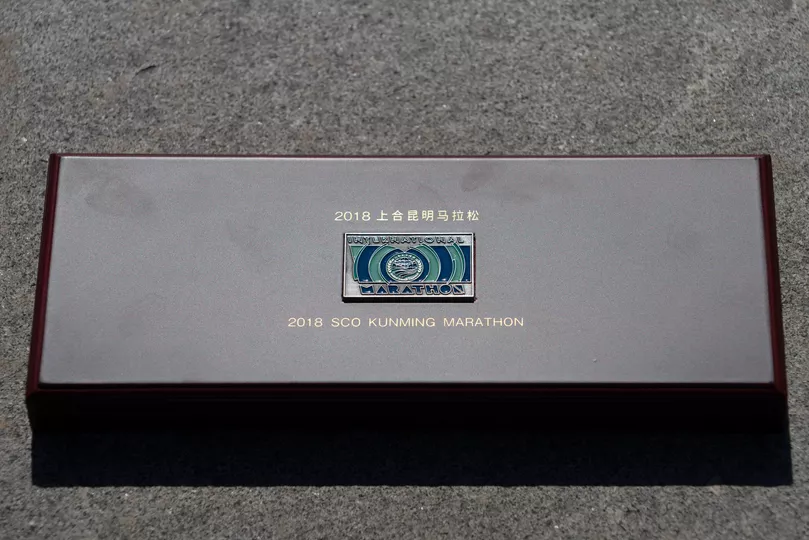 2018 上合昆明马拉松
INTERNATIONAL
MARATHON
2018 SCO KUNMING MARATHON